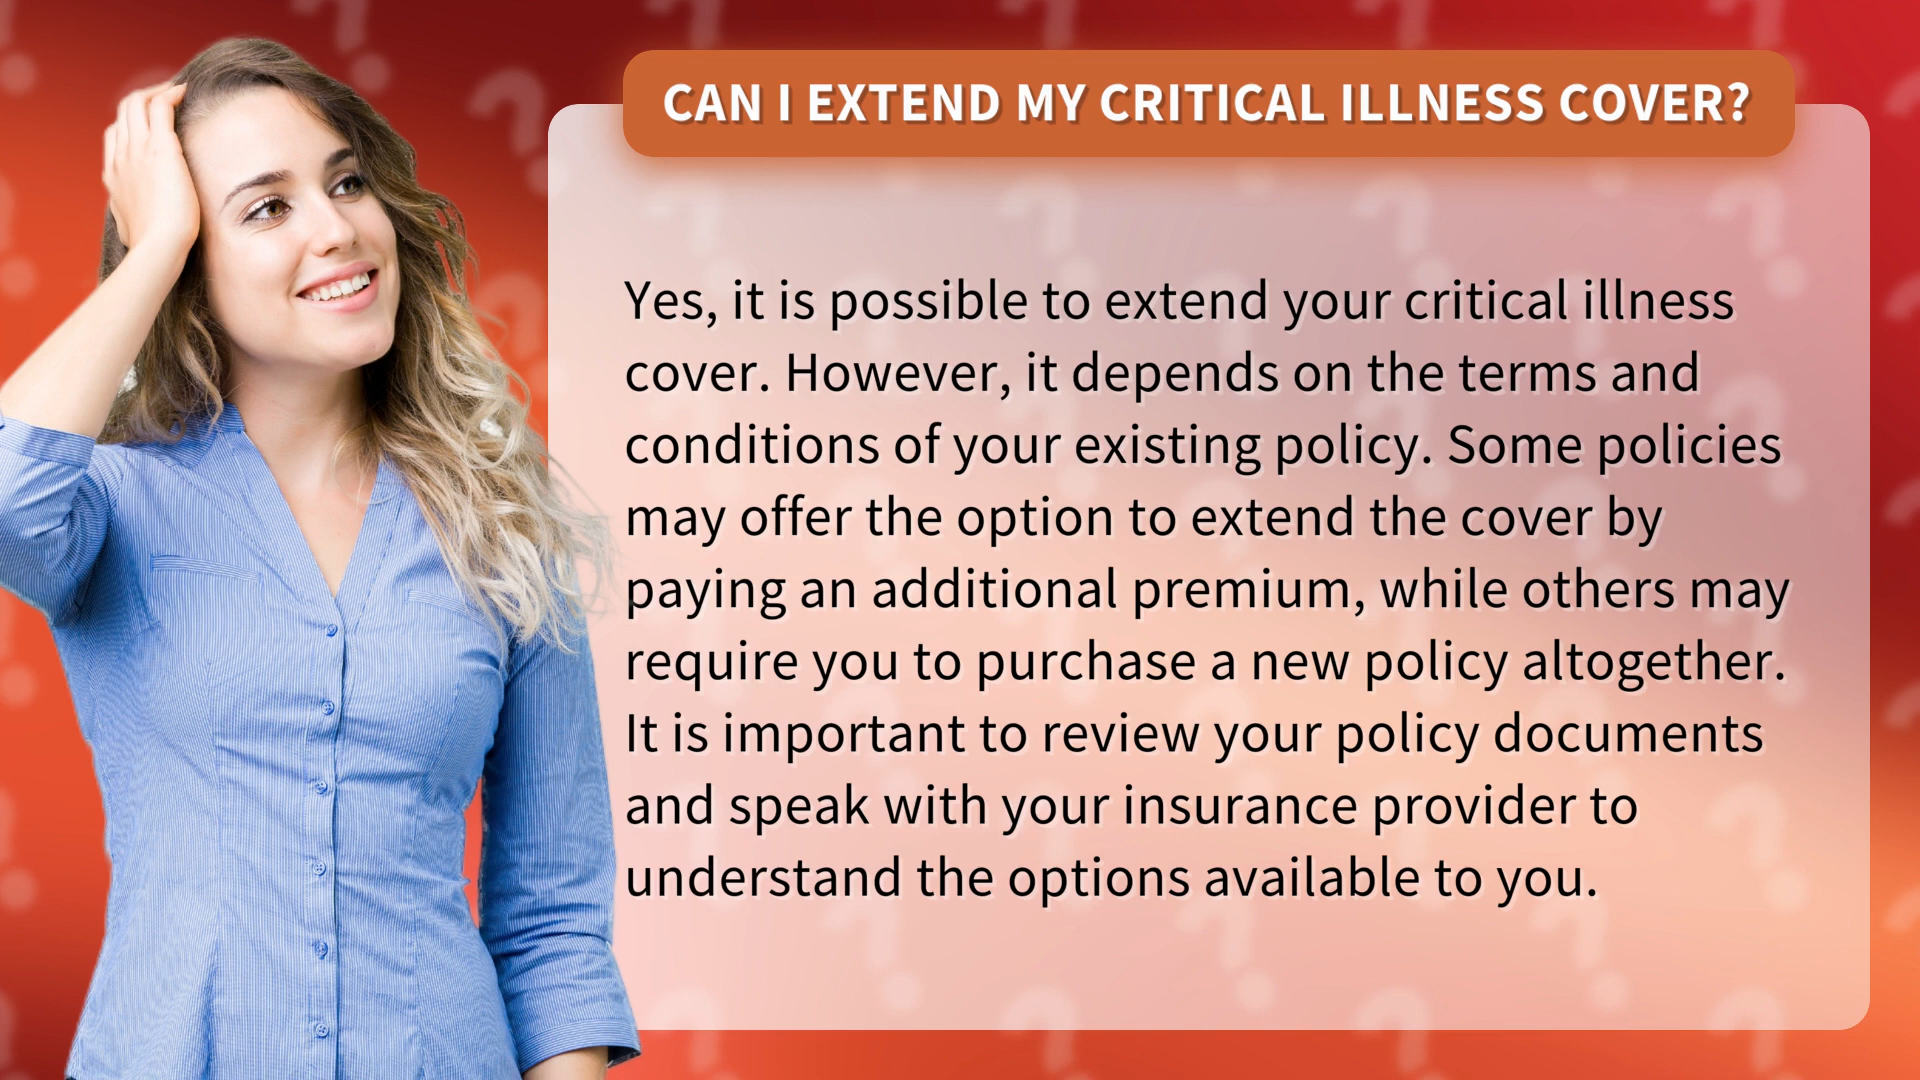 CAN I EXTEND MY CRITICAL ILLNESS COVER?
Yes, it is possible to extend your critical illness
cover. However, it depends on the terms and
conditions of your existing policy. Some policies
may offer the option to extend the cover by
paying an additional premium, while others may
require you to purchase a new policy altogether.
It is important to review your policy documents
and speak with your insurance provider to
understand the options available to you.